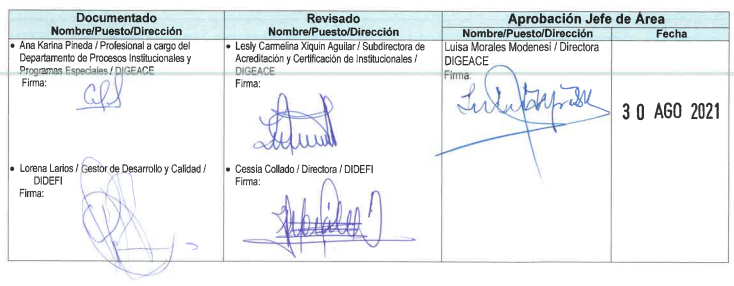 Documentado
Nombre/Puesto/Dirección
Revisado
Nombre/Puesto/Dirección
Aprobación Jefe de Área
Nombre/Puesto/Dirección
Fecha
• Ana Karina Pineda / Profesional a cargo del
Departamento de Procesos Institucionales y
Programas Especiales / DIGEACE
Firma:
• Lesly Carmelina Xiquin Aguilar / Subdirectora de
Acreditación y Certificación de Institucionales /
DIGEACE
Firma:
Luisa Morales Modenesi / Directora
DIGEACE
Firma:
30 AGO 2021
• Lorena Larios / Gestor de Desarrollo y Calidad /
DIDEFI
Firma:
• Cessia Collado / Directora / DIDEFI
Firma: